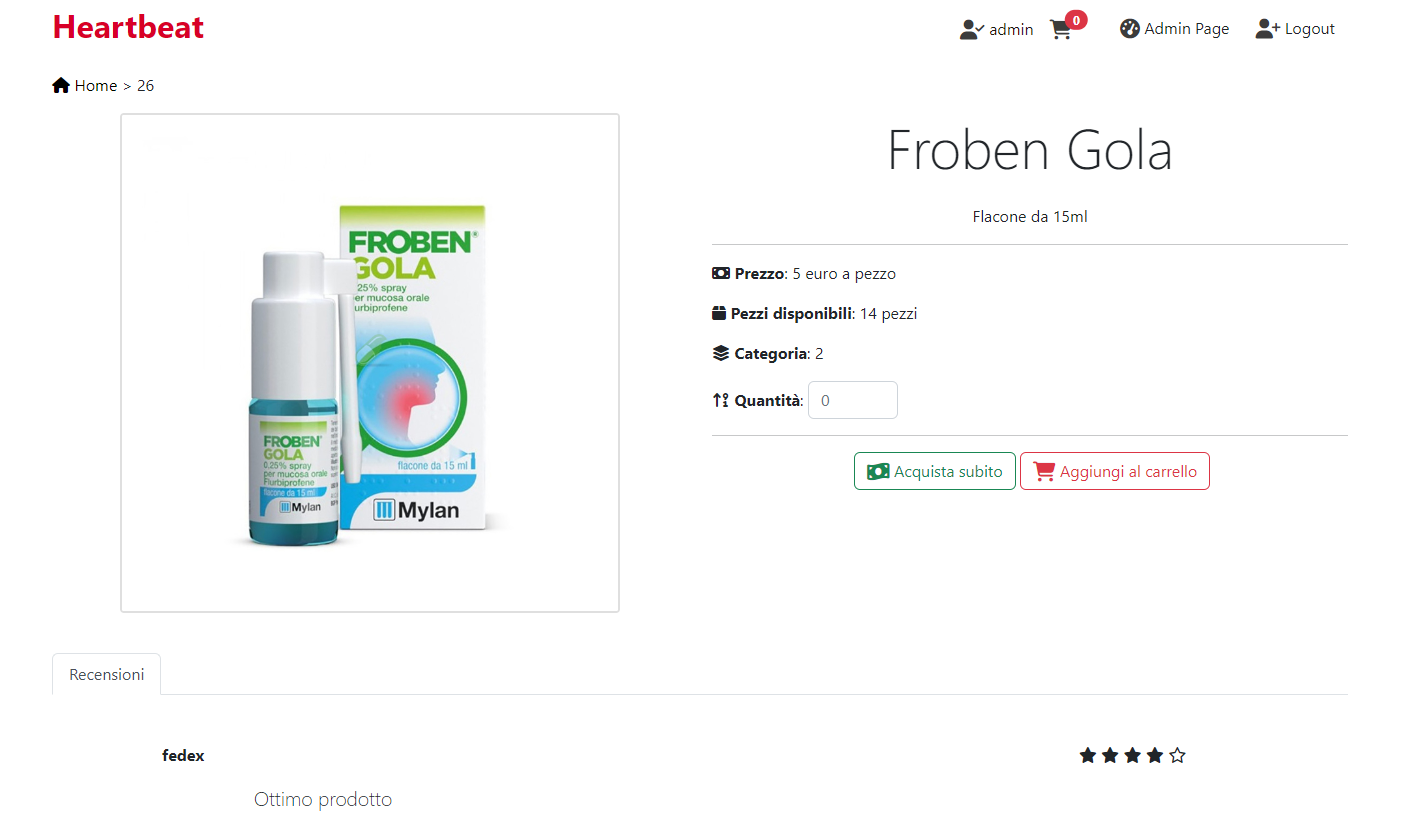 Heartbeat
admin
0
Admin Page
Logout
Home > 26
Froben Gola
Flacone da 15ml
Prezzo: 5 euro a pezzo
Pezzi disponibili: 14 pezzi
Categoria: 2
Quantità: 0
Acquista subito
Aggiungi al carrello
FROBEN®
GOLA
25% spray
er mucosa orale
lurbiprofene
flacone da 15 ml
Mylan
FROBEN®
GOLA
0,25% spray
per mucosa orale
Flurbiprofene
flacone da 15 ml
Mylan
Recensioni
fedex
Ottimo prodotto